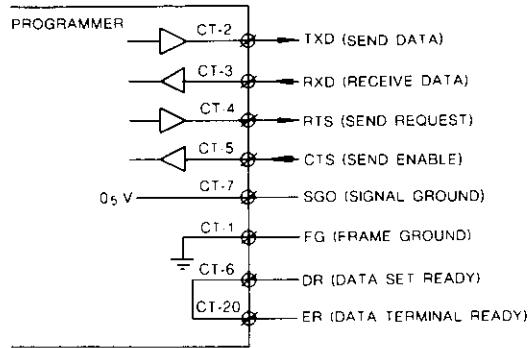 PROGRAMMER
CT-2 TXD (SEND DATA)
CT-3 RXD (RECEIVE DATA)
CT-4 RTS (SEND REQUEST)
CT-5 CTS (SEND ENABLE)
05 V CT-7 SGO (SIGNAL GROUND)
CT-1 FG (FRAME GROUND)
CT-6 DR (DATA SET READY)
CT-20 ER (DATA TERMINAL READY)